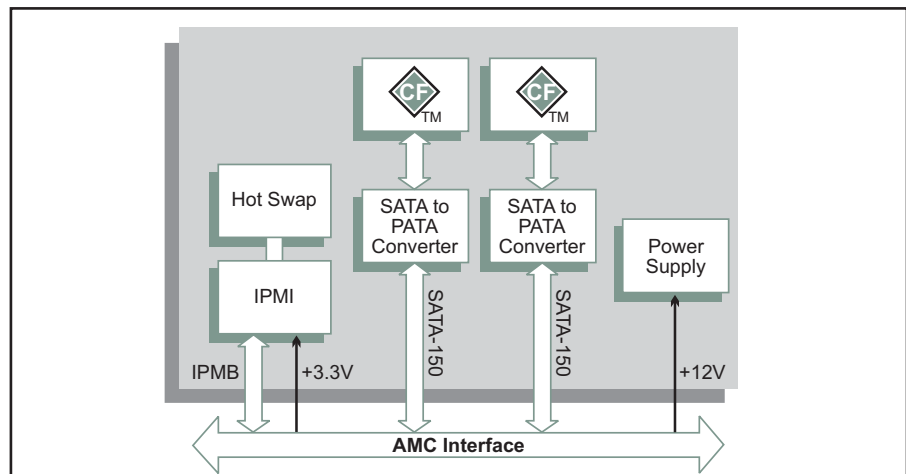 CF
TM
CF
TM
Hot Swap
SATA to
PATA
Converter
SATA to
PATA
Converter
Power
Supply
IPMI
SATA-150
SATA-150
IPMB
+3.3V
+12V
AMC Interface